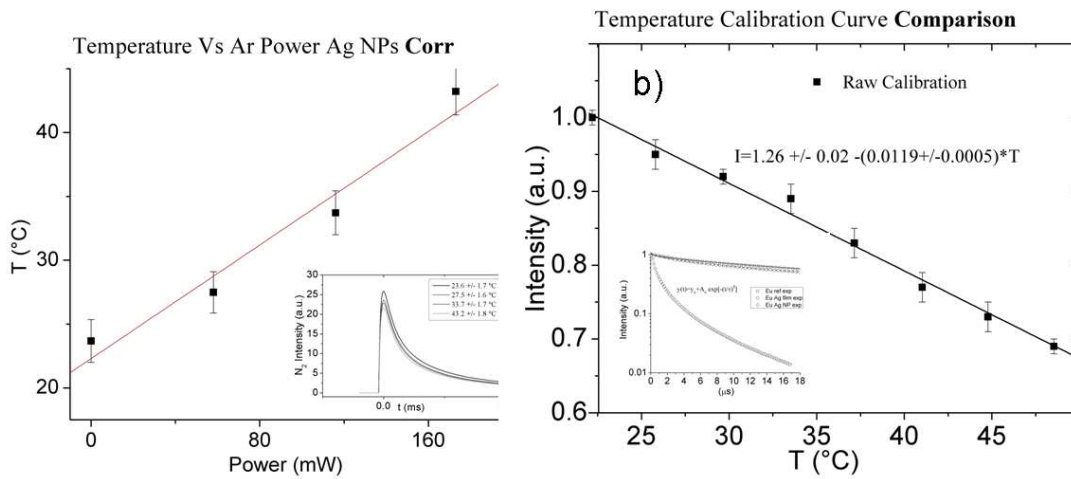 Temperature Vs Ar Power Ag NPs Corr
T (°C)
40
30
20
0
80
160
Power (mW)
N2 Intensity (a.u.)
30
25
20
15
10
5
0
23.6 +/- 1.7 °C
27.5 +/- 1.6 °C
33.7 +/- 1.7 °C
43.2 +/- 1.8 °C
0.0
t (ms)
Temperature Calibration Curve Comparison
b)
Raw Calibration
I=1.26 +/- 0.02 -(0.0119+/-0.0005)*T
Intensity (a.u.)
1.0
0.9
0.8
0.7
0.6
25
30
35
40
45
T (°C)
Intensity (a.u.)
1
0.1
0.01
Eu ref exp
Eu Ag film exp
Eu Ag NP exp
0
2
4
6
8
10
12
14
16
18
(µs)